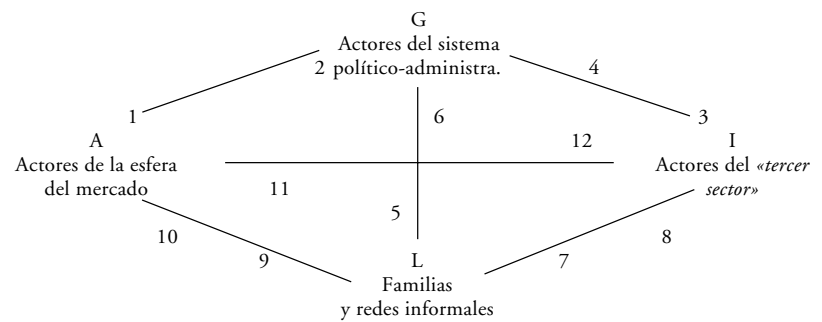 G
Actores del sistema
2 político-administra.
4
1
3
6
A
12
I
Actores de la esfera
del mercado
Actores del «tercer
sector»
11
5
10
8
9
L
7
Familias
y redes informales